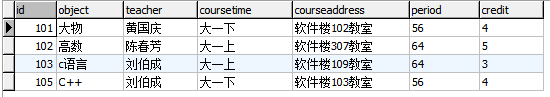 id object teacher coursetime courseaddress period credit
101 大物 黄国庆 大一下 软件楼102教室 56 4
102 高数 陈春芳 大一上 软件楼307教室 64 5
103 c语言 刘伯成 大一上 软件楼109教室 64 3
105 C++ 刘伯成 大一下 软件楼103教室 56 4